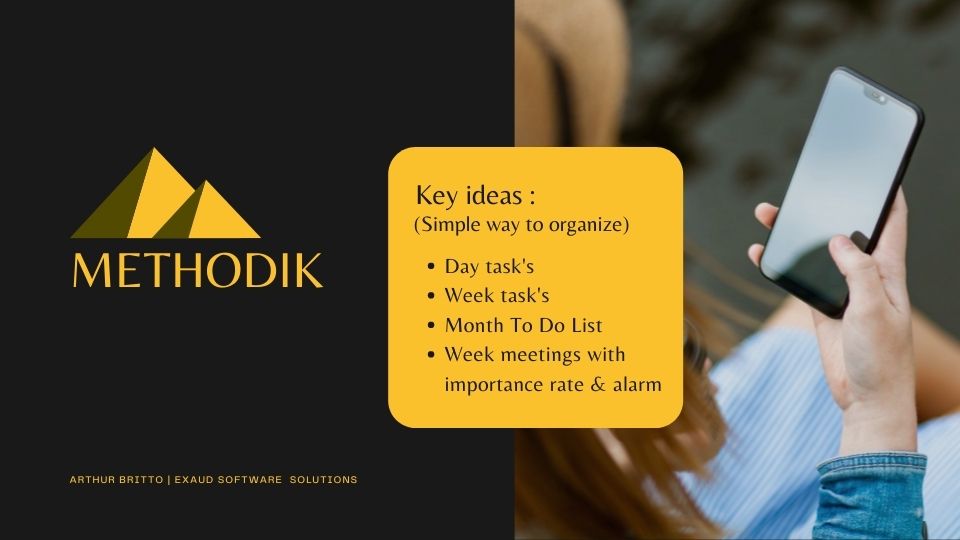 METHODIK
Key ideas :
(Simple way to organize)
• Day task's
• Week task's
• Month To Do List
• Week meetings with
importance rate & alarm
ARTHUR BRITTO | EXAUD SOFTWARE SOLUTIONS